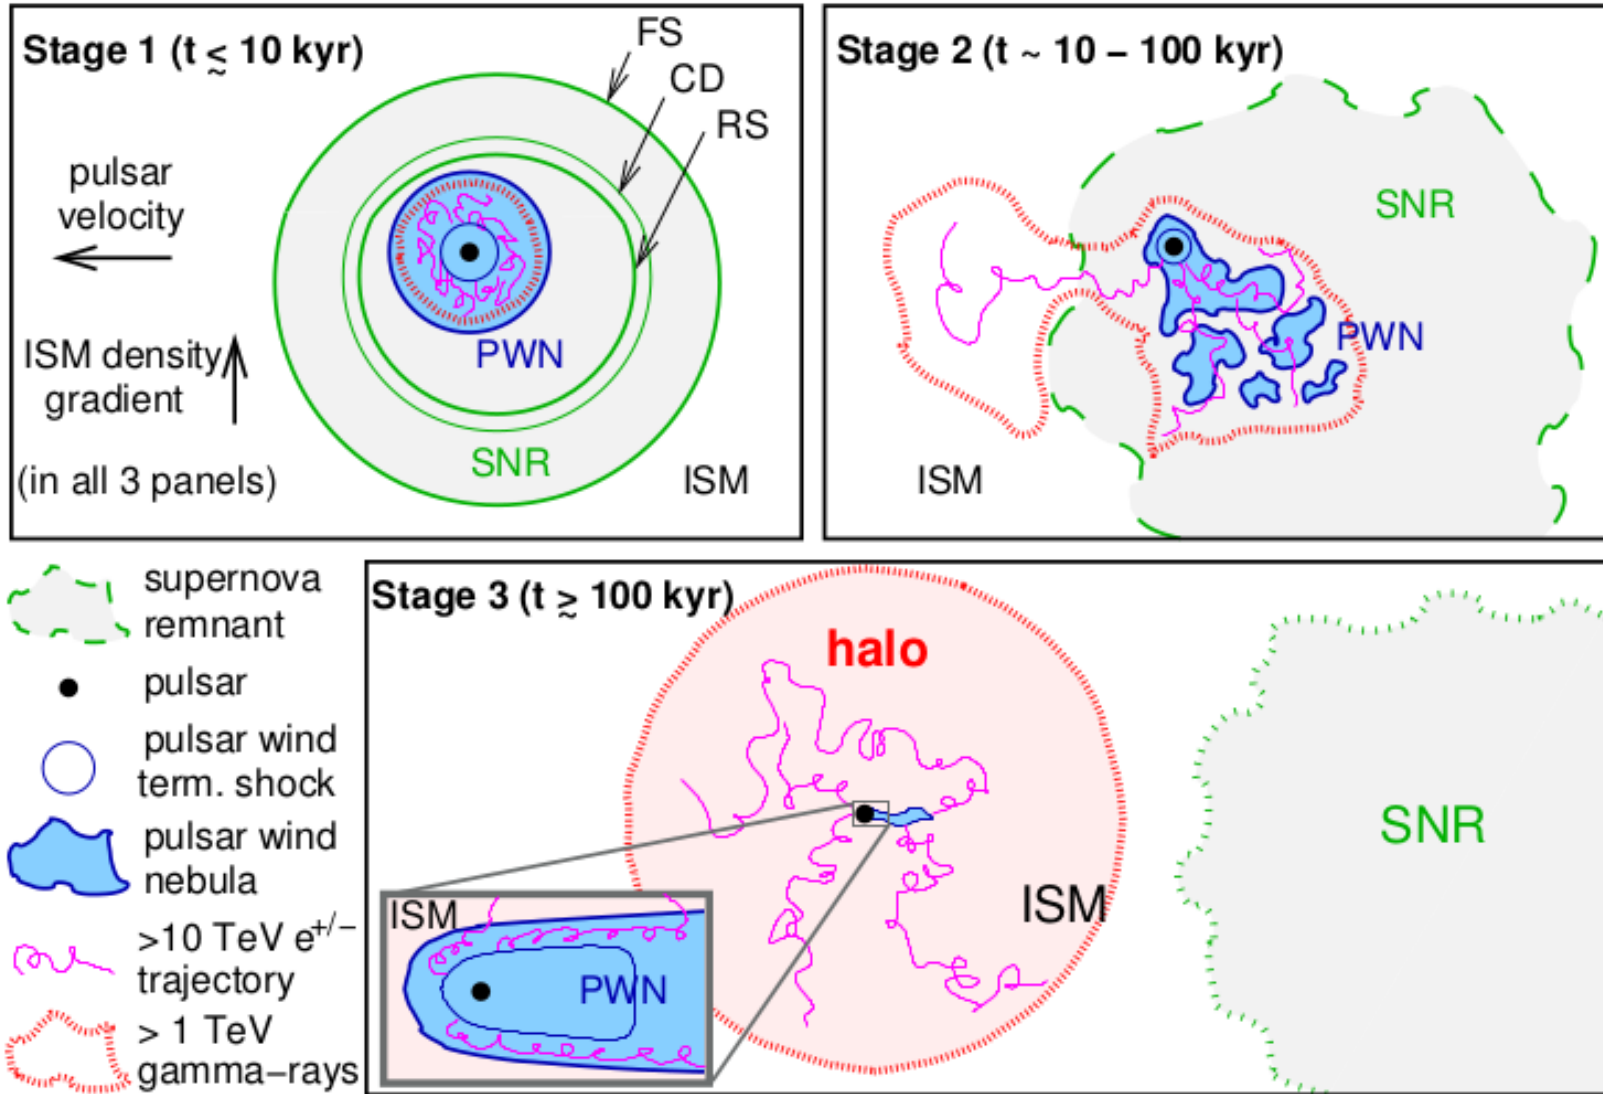 Stage 1 (t ≲ 10 kyr)
FS
CD
RS
pulsar
velocity
ISM density
gradient
(in all 3 panels)
PWN
SNR
ISM
Stage 2 (t ~ 10 – 100 kyr)
SNR
PWN
ISM
supernova
remnant
pulsar
pulsar wind
term. shock
pulsar wind
nebula
>10 TeV e+/−
trajectory
> 1 TeV
gamma−rays
Stage 3 (t ≳ 100 kyr)
halo
ISM
SNR
ISM
PWN